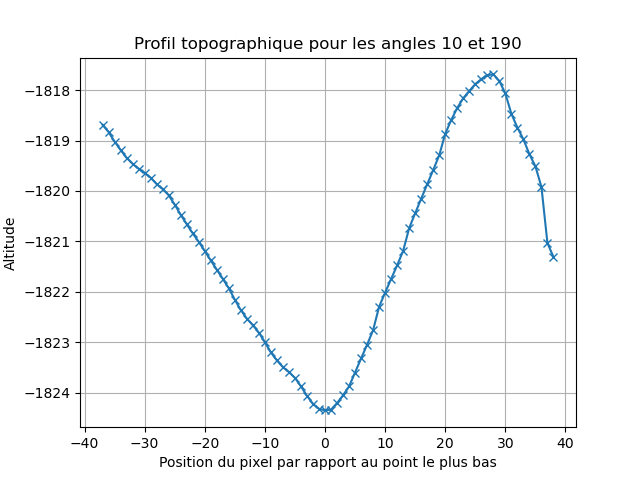 Profil topographique pour les angles 10 et 190
−1818
−1819
−1820
−1821
−1822
−1823
−1824
Altitude
−40 −30 −20 −10 0 10 20 30 40
Position du pixel par rapport au point le plus bas